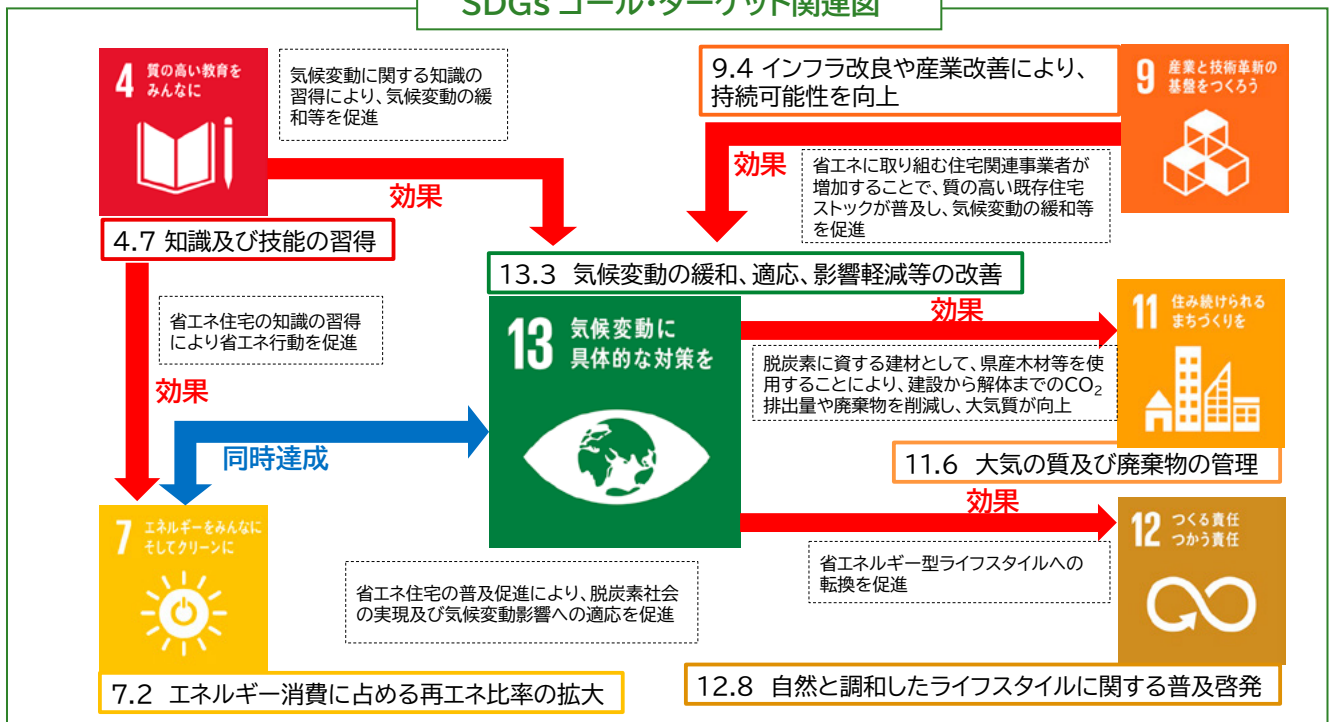 SDGs ゴール・ターゲット関連図
4 質の高い教育を
みんなに
気候変動に関する知識の
習得により、気候変動の緩
和等を促進
効果
4.7 知識及び技能の習得
9.4 インフラ改良や産業改善により、
持続可能性を向上
9 産業と技術革新の
基盤をつくろう
効果
省エネに取り組む住宅関連事業者が
増加することで、質の高い既存住宅
ストックが普及し、気候変動の緩和等
を促進
13.3 気候変動の緩和、適応、影響軽減等の改善
省エネ住宅の知識の習得
により省エネ行動を促進
効果
同時達成
13 気候変動に
具体的な対策を
効果
11 住み続けられる
まちづくりを
脱炭素に資する建材として、県産木材等を使
用することにより、建設から解体までのCO₂
排出量や廃棄物を削減し、大気質が向上
11.6 大気の質及び廃棄物の管理
7 エネルギーをみんなに
そしてクリーンに
省エネ住宅の普及促進により、脱炭素社会
の実現及び気候変動影響への適応を促進
7.2 エネルギー消費に占める再エネ比率の拡大
効果
12 つくる責任
つかう責任
省エネルギー型ライフスタイルへの
転換を促進
12.8 自然と調和したライフスタイルに関する普及啓発